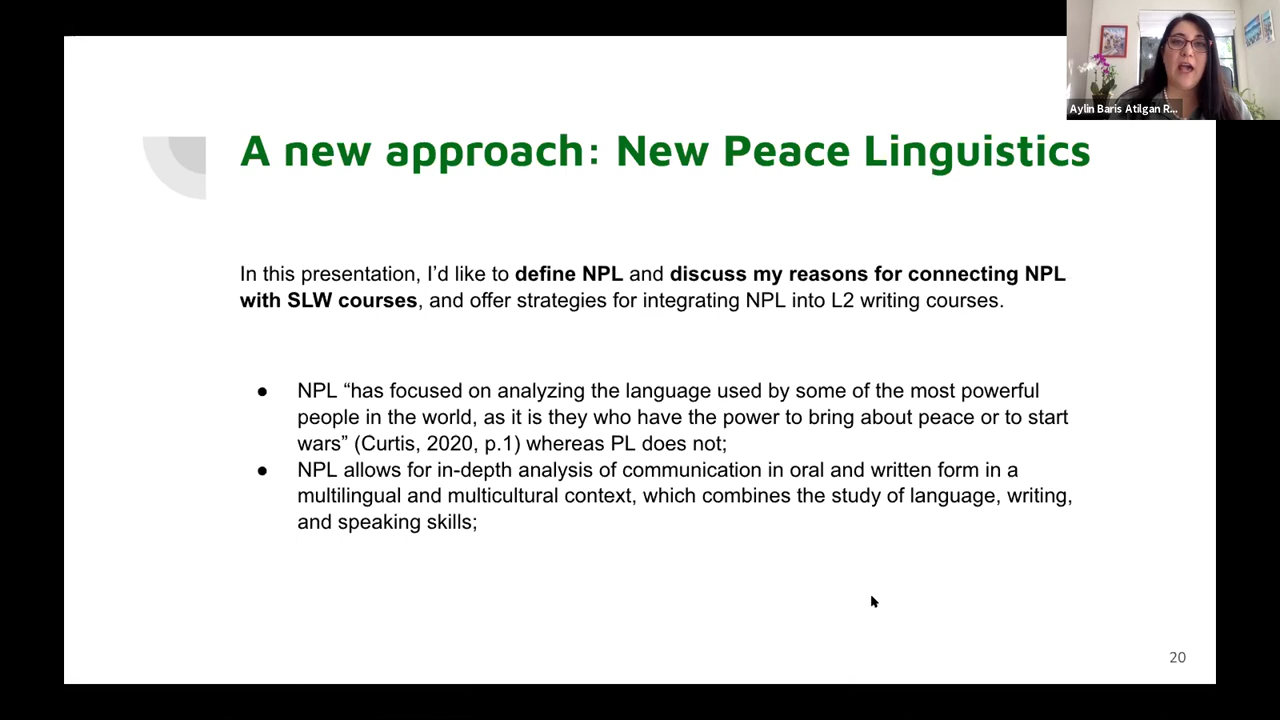 Aylin Baris Atilgan R...
A new approach: New Peace Linguistics
In this presentation, I’d like to define NPL and discuss my reasons for connecting NPL
with SLW courses, and offer strategies for integrating NPL into L2 writing courses.
● NPL “has focused on analyzing the language used by some of the most powerful
people in the world, as it is they who have the power to bring about peace or to start
wars” (Curtis, 2020, p.1) whereas PL does not;
● NPL allows for in-depth analysis of communication in oral and written form in a
multilingual and multicultural context, which combines the study of language, writing,
and speaking skills;
20